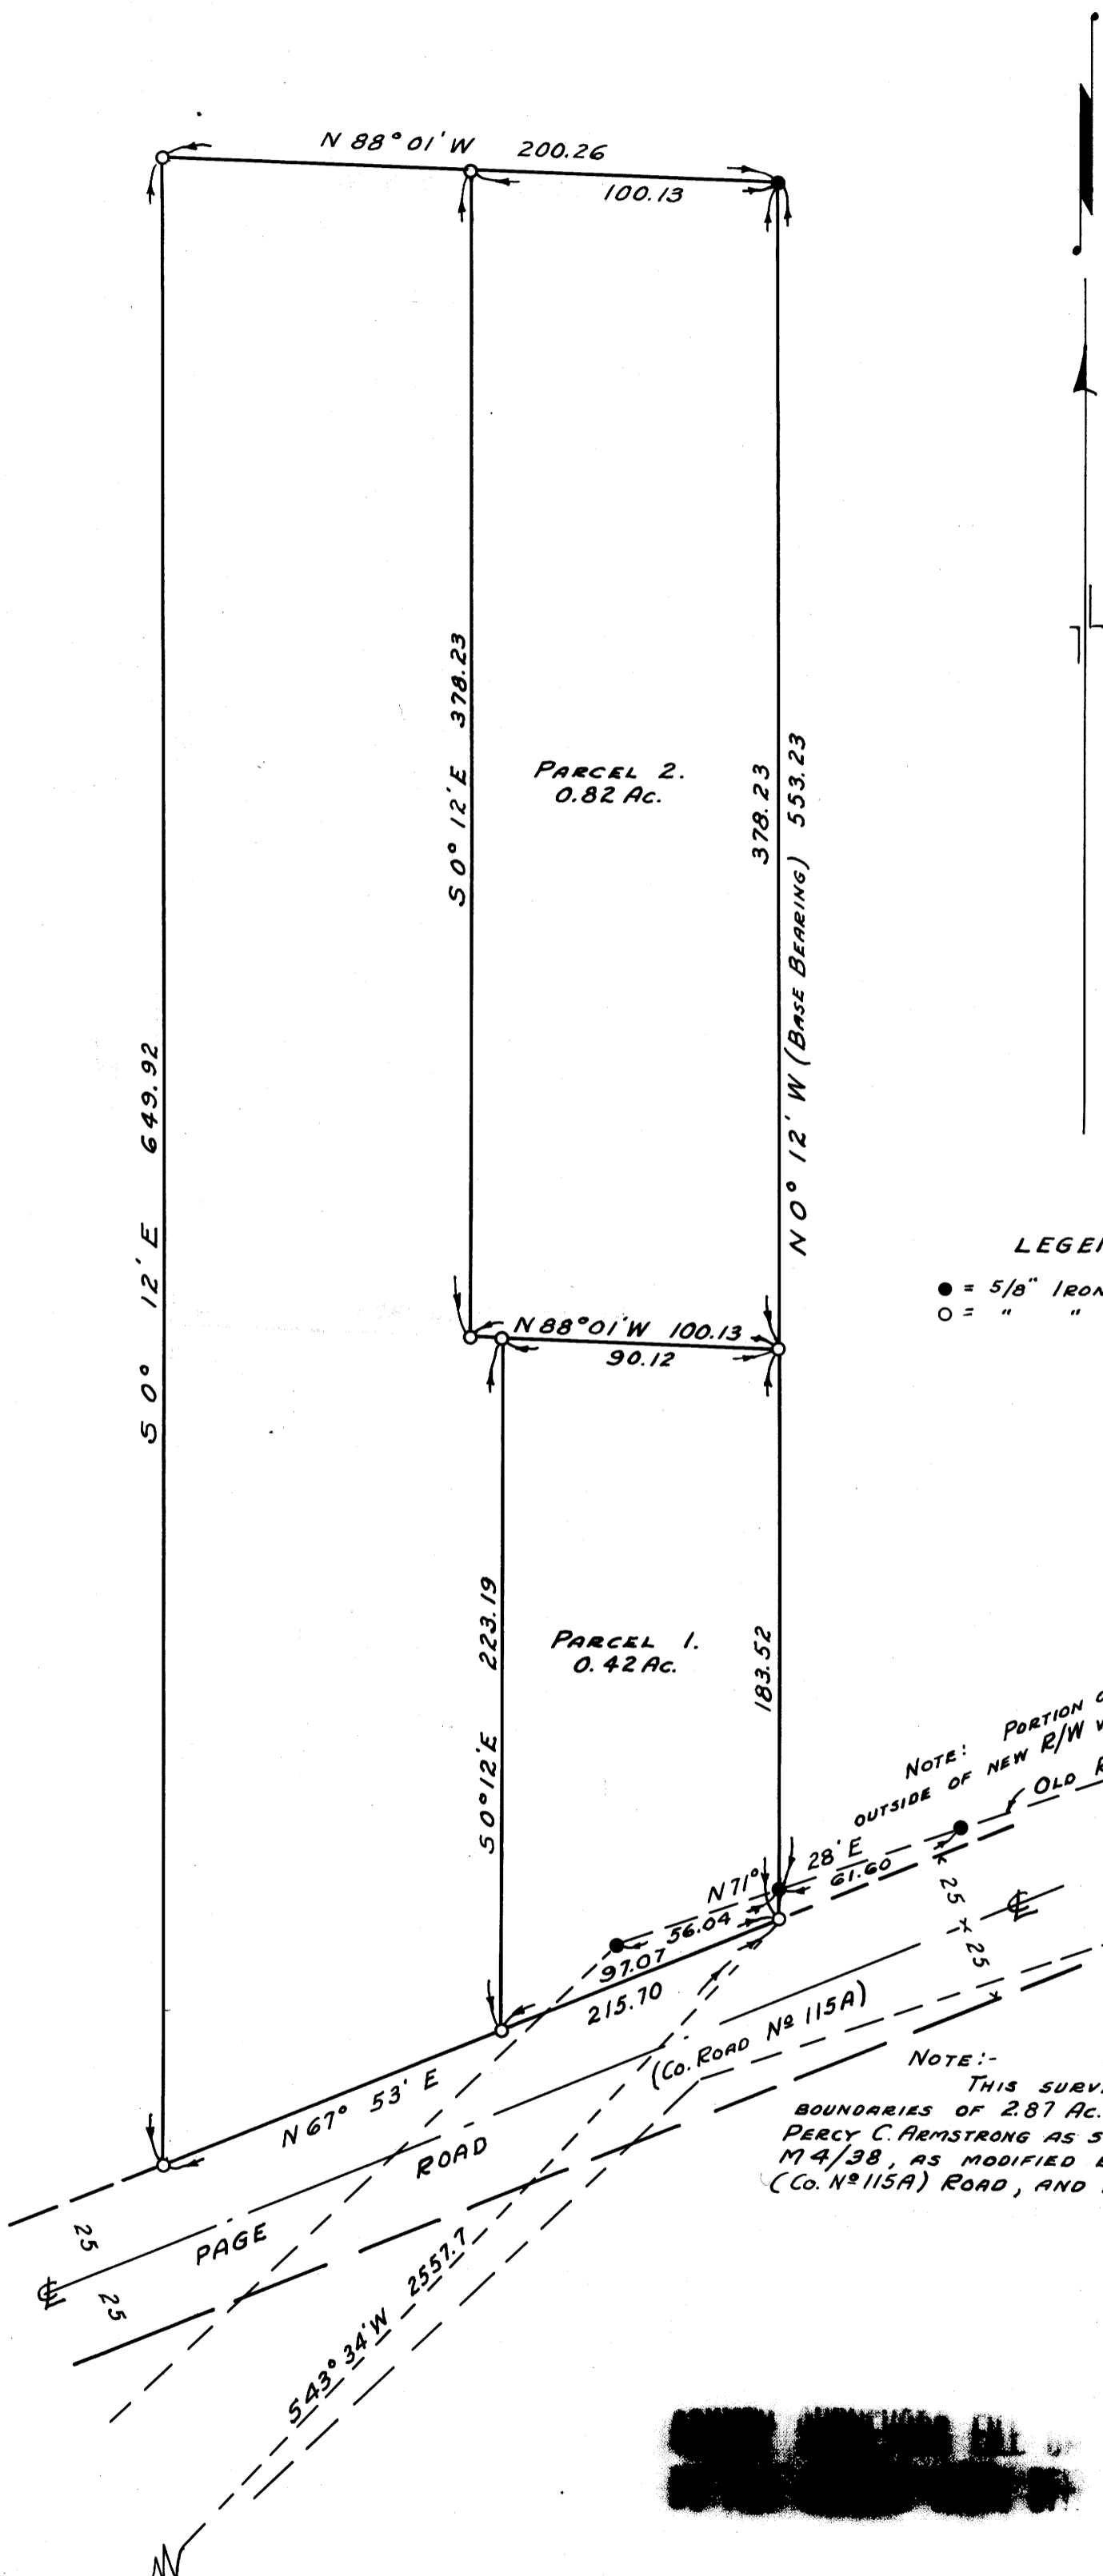 N 88° 01' W 200.26
100.13
S 0° 12' E 378.23
PARCEL 2.
0.82 AC.
378.23
N 0° 12' W (BASE BEARING) 553.23
S 0° 12' E 649.92
LEGE
● = 5/8" IRON
○ = " "
N 88° 01' W 100.13
90.12
S 0° 12' E 223.19
PARCEL 1.
0.42 AC.
183.52
NOTE: PORTION
OUTSIDE OF NEW R/W
OLD
N 71° 28' E
61.60
56.04
97.07
215.70
25
25
℄
(CO. ROAD Nº 115A)
N 67° 53' E
PAGE ROAD
25
25
℄
NOTE:-
THIS SURV
BOUNDARIES OF 2.87 AC.
PERCY C. ARMSTRONG AS S
M 4/38, AS MODIFIED
(CO. Nº 115A) ROAD, AND
S 43° 34' W 2557.7